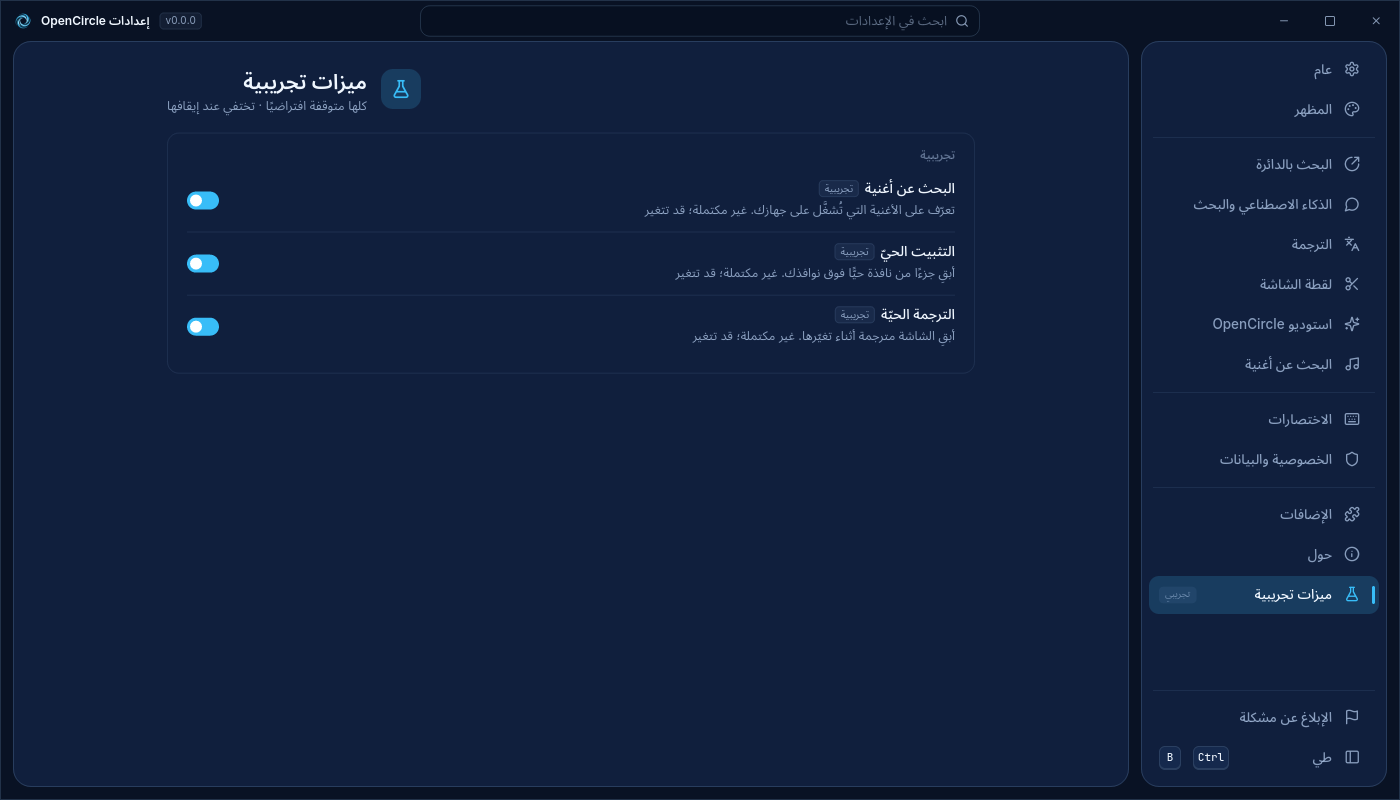 إعدادات OpenCircle
v0.0.0
ابحث في الإعدادات
عام
المظهر
البحث بالدائرة
الذكاء الاصطناعي والبحث
الترجمة
لقطة الشاشة
استوديو OpenCircle
البحث عن أغنية
الاختصارات
الخصوصية والبيانات
الإضافات
حول
ميزات تجريبية
تجريبي
الإبلاغ عن مشكلة
طي
Ctrl B
ميزات تجريبية
كلها متوقفة افتراضيًا · تختفي عند إيقافها
تجريبية
البحث عن أغنية تجريبية
تعرّف على الأغنية التي تُشغَّل على جهازك. غير مكتملة؛ قد تتغير
التثبيت الحيّ تجريبية
أبقِ جزءًا من نافذة حيًّا فوق نوافذك. غير مكتملة؛ قد تتغير
الترجمة الحيّة تجريبية
أبقِ الشاشة مترجمة أثناء تغيّرها. غير مكتملة؛ قد تتغير